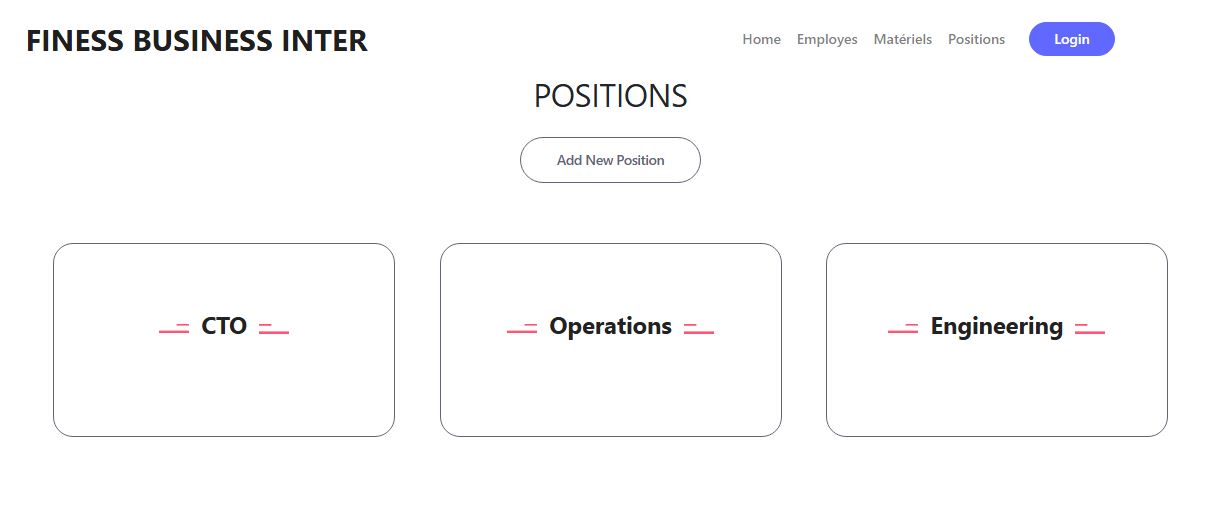 FINESS BUSINESS INTER
Home Employes Matériels Positions Login
POSITIONS
Add New Position
CTO Operations Engineering